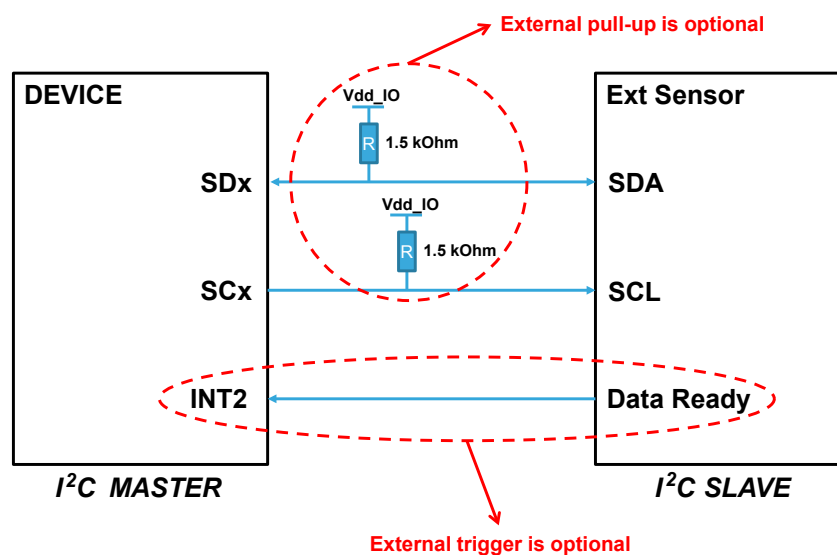 External pull-up is optional
DEVICE
Ext Sensor
Vdd_IO
R 1.5 kOhm
SDx
SDA
Vdd_IO
R 1.5 kOhm
SCx
SCL
INT2
Data Ready
I²C MASTER
I²C SLAVE
External trigger is optional